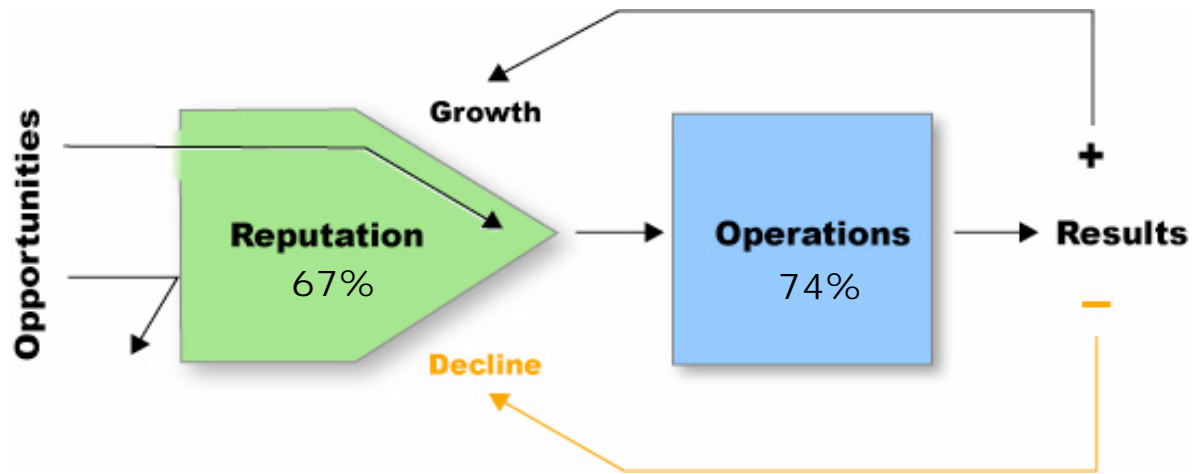 Opportunities
Growth
Reputation
67%
Operations
74%
+
Results
−
Decline